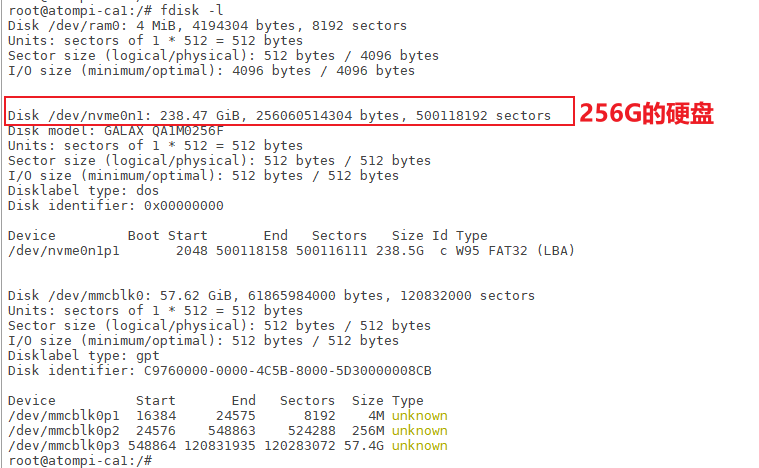 root@atompi-ca1:/# fdisk -l
Disk /dev/ram0: 4 MiB, 4194304 bytes, 8192 sectors
Units: sectors of 1 * 512 = 512 bytes
Sector size (logical/physical): 512 bytes / 4096 bytes
I/O size (minimum/optimal): 4096 bytes / 4096 bytes
Disk /dev/nvme0n1: 238.47 GiB, 256060514304 bytes, 500118192 sectors
256G的硬盘
Disk model: GALAX QA1M0256F
Units: sectors of 1 * 512 = 512 bytes
Sector size (logical/physical): 512 bytes / 512 bytes
I/O size (minimum/optimal): 512 bytes / 512 bytes
Disklabel type: dos
Disk identifier: 0x00000000
Device         Boot Start       End   Sectors   Size Id Type
/dev/nvme0n1p1       2048 500118158 500116111 238.5G  c W95 FAT32 (LBA)
Disk /dev/mmcblk0: 57.62 GiB, 61865984000 bytes, 120832000 sectors
Units: sectors of 1 * 512 = 512 bytes
Sector size (logical/physical): 512 bytes / 512 bytes
I/O size (minimum/optimal): 512 bytes / 512 bytes
Disklabel type: gpt
Disk identifier: C9760000-0000-4C5B-8000-5D30000008CB
Device          Start       End   Sectors  Size Type
/dev/mmcblk0p1  16384     24575      8192    4M unknown
/dev/mmcblk0p2  24576    548863    524288  256M unknown
/dev/mmcblk0p3 548864 120831935 120283072 57.4G unknown
root@atompi-ca1:/#